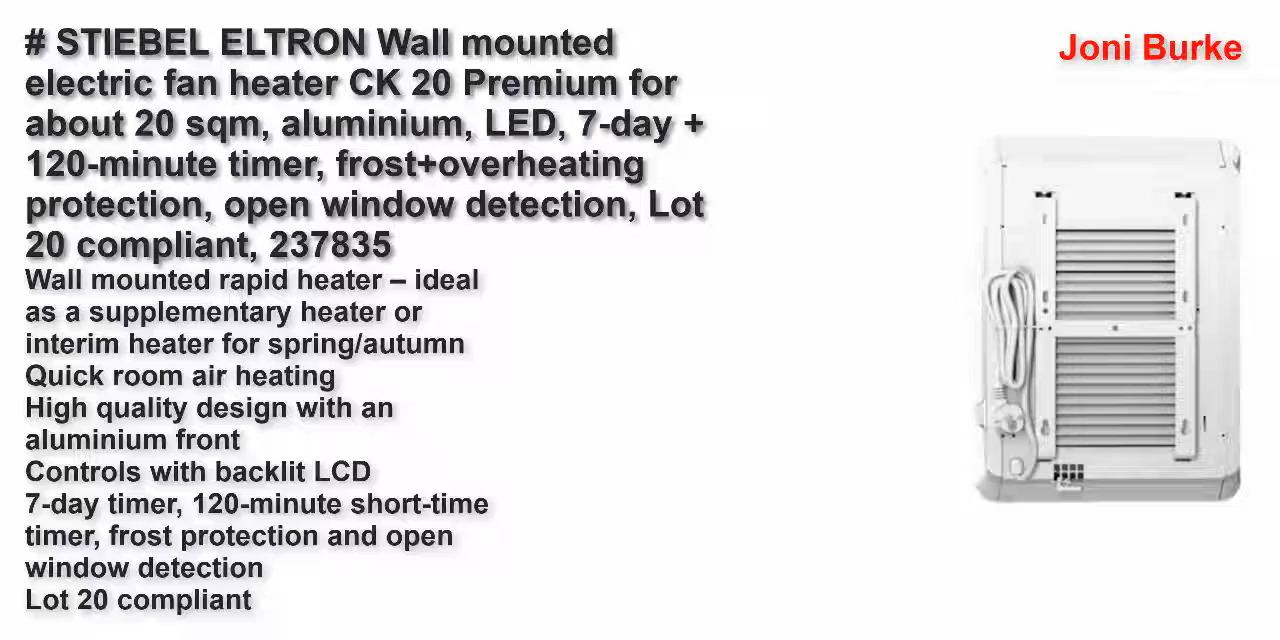 # STIEBEL ELTRON Wall mounted
electric fan heater CK 20 Premium for
about 20 sqm, aluminium, LED, 7-day +
120-minute timer, frost+overheating
protection, open window detection, Lot
20 compliant, 237835
Wall mounted rapid heater – ideal
as a supplementary heater or
interim heater for spring/autumn
Quick room air heating
High quality design with an
aluminium front
Controls with backlit LCD
7-day timer, 120-minute short-time
timer, frost protection and open
window detection
Lot 20 compliant
Joni Burke